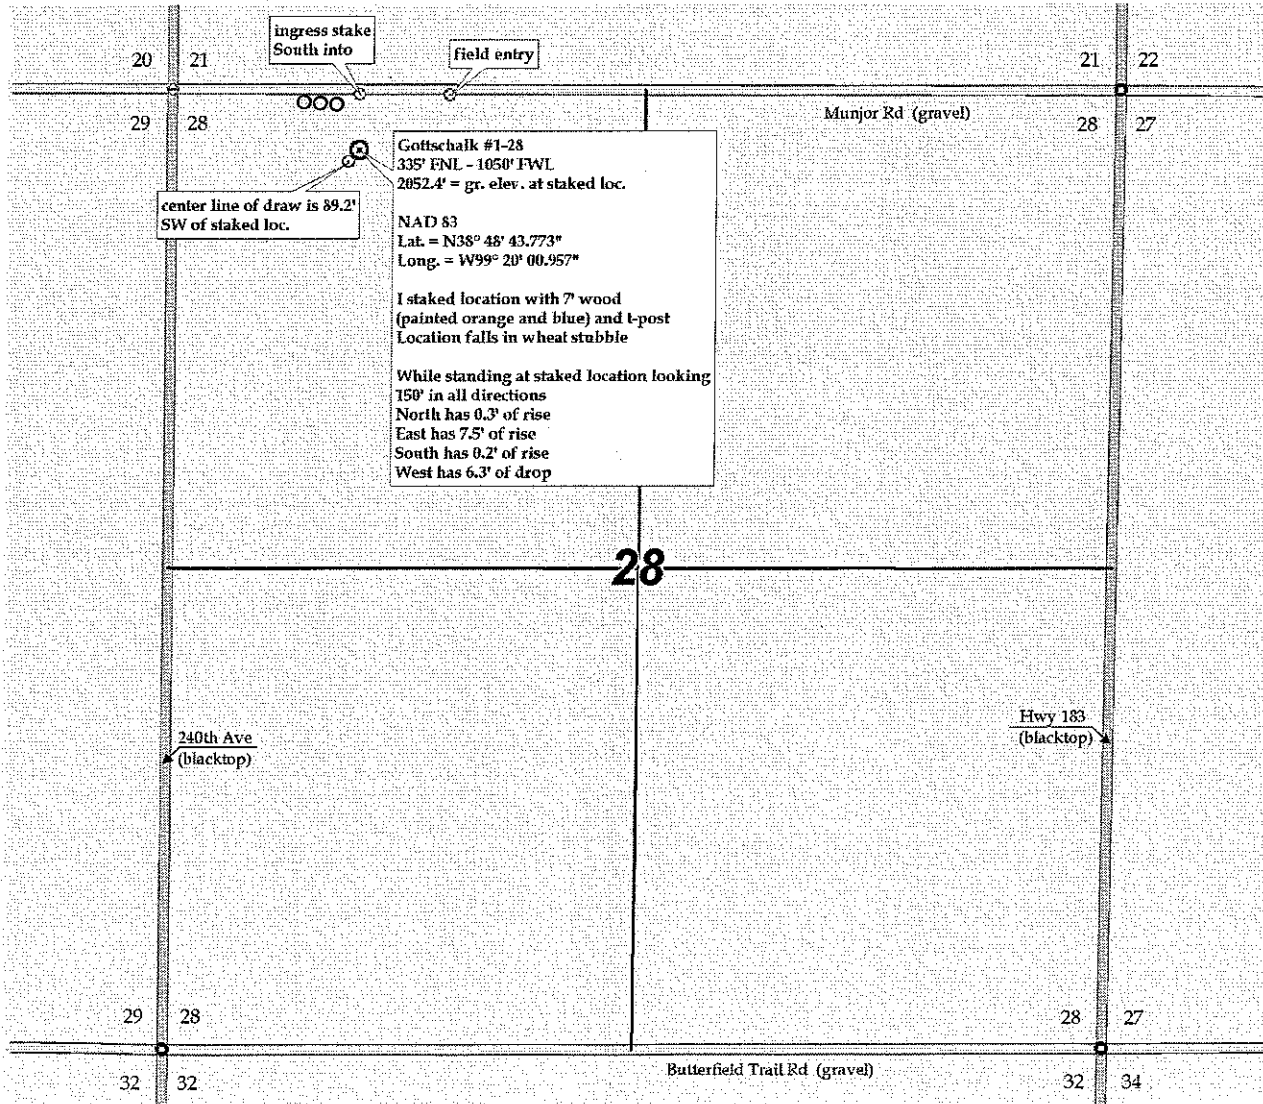 ingress stake
South into
field entry
20 21
21 22
29 28
Munjor Rd (gravel)
28 27
Gottschalk #1-28
335' FNL - 1050' FWL
2052.4' = gr. elev. at staked loc.
NAD 83
Lat. = N38° 48' 43.773"
Long. = W99° 20' 00.957"
I staked location with 7' wood
(painted orange and blue) and t-post
Location falls in wheat stubble
While standing at staked location looking
150' in all directions
North has 0.3' of rise
East has 7.5' of rise
South has 0.2' of rise
West has 6.3' of drop
center line of draw is 89.2'
SW of staked loc.
28
240th Ave
(blacktop)
Hwy 183
(blacktop)
29 28
28 27
32 32
Butterfield Trail Rd (gravel)
32 34